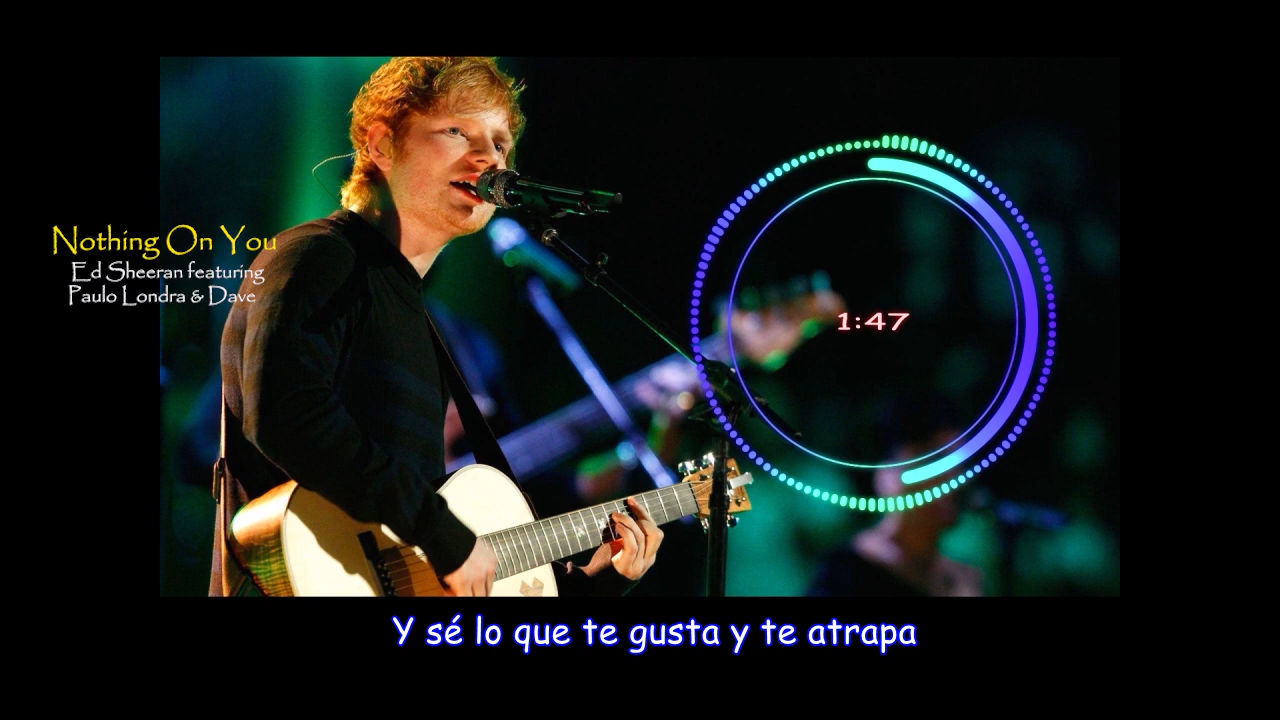 Nothing On You
Ed Sheeran featuring
Paulo Londra & Dave
1:47
Y sé lo que te gusta y te atrapa